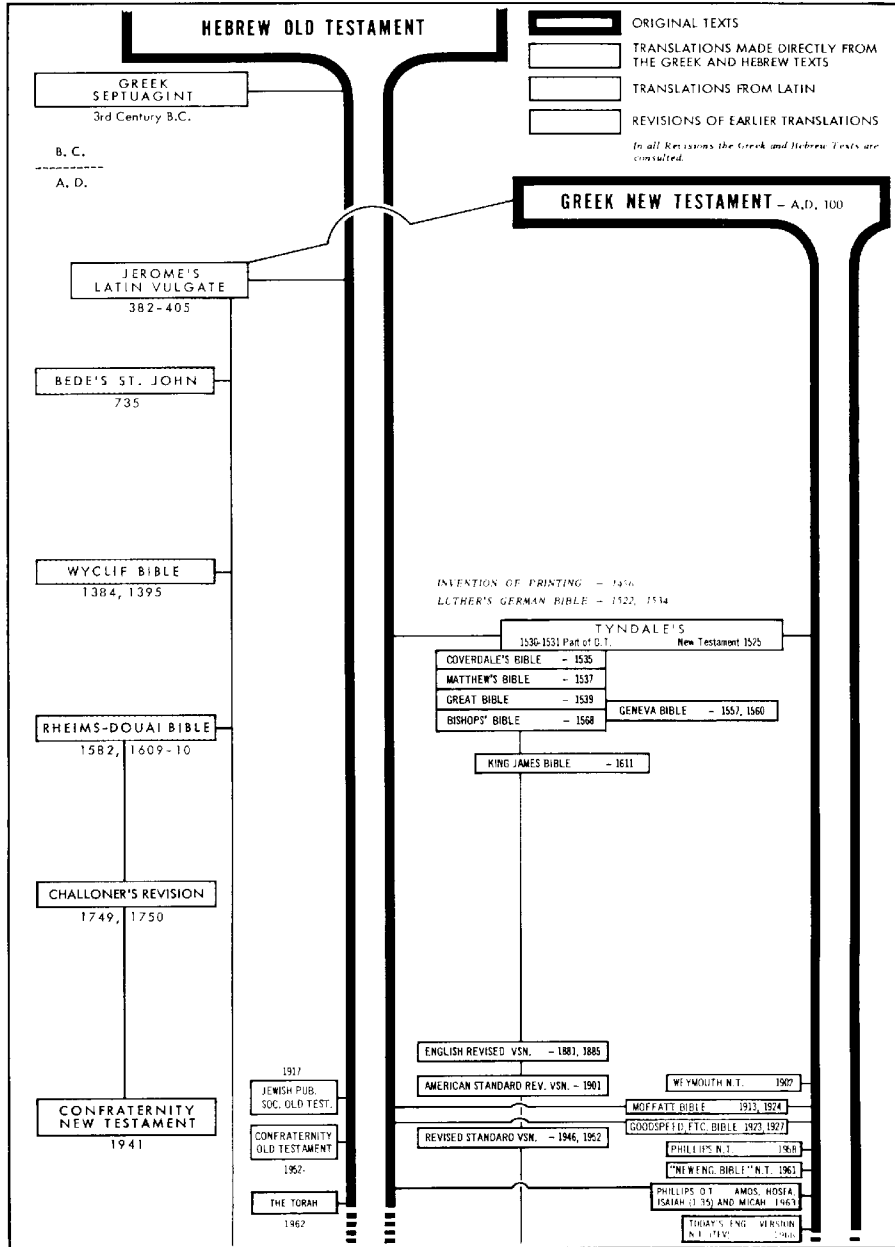 HEBREW OLD TESTAMENT
ORIGINAL TEXTS
TRANSLATIONS MADE DIRECTLY FROM
THE GREEK AND HEBREW TEXTS
TRANSLATIONS FROM LATIN
REVISIONS OF EARLIER TRANSLATIONS
In all Revisions the Greek and Hebrew Texts are
consulted.
GREEK
SEPTUAGINT
3rd Century B.C.
B. C.
A. D.
GREEK NEW TESTAMENT – A.D. 100
JEROME'S
LATIN VULGATE
382-405
BEDE'S ST. JOHN
735
WYCLIF BIBLE
1384, 1395
INVENTION OF PRINTING – 1456
LUTHER'S GERMAN BIBLE – 1522, 1534
TYNDALE'S
1530-1531 Part of O.T. New Testament 1525
COVERDALE'S BIBLE – 1535
MATTHEW'S BIBLE – 1537
GREAT BIBLE – 1539
BISHOPS' BIBLE – 1568
GENEVA BIBLE – 1557, 1560
RHEIMS-DOUAI BIBLE
1582, 1609-10
KING JAMES BIBLE – 1611
CHALLONER'S REVISION
1749, 1750
ENGLISH REVISED VSN. – 1881, 1885
1917
JEWISH PUB.
SOC. OLD TEST.
AMERICAN STANDARD REV. VSN. – 1901
WEYMOUTH N.T.
MOFFATT BIBLE 1913, 1924
CONFRATERNITY
NEW TESTAMENT
1941
GOODSPEED, ETC. BIBLE 1923, 1927
CONFRATERNITY
OLD TESTAMENT
1952-
REVISED STANDARD VSN. – 1946, 1952
PHILLIPS N.T.
"NEW ENG. BIBLE" N.T. 1961
THE TORAH
1962
PHILLIPS O.T. AMOS, HOSEA,
ISAIAH (1-35) AND MICAH 1963
TODAY'S ENG. VERSION
N.T. (TEV) 1966